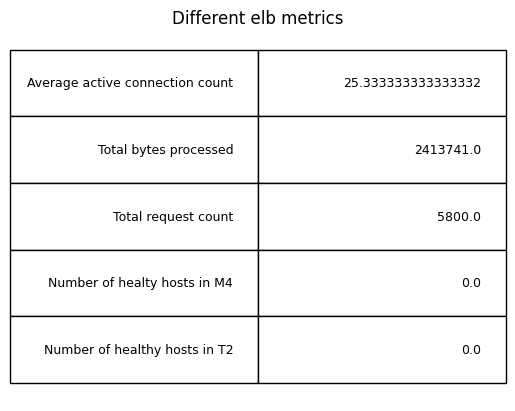 Different elb metrics
Average active connection count 25.333333333333332
Total bytes processed 2413741.0
Total request count 5800.0
Number of healty hosts in M4 0.0
Number of healthy hosts in T2 0.0